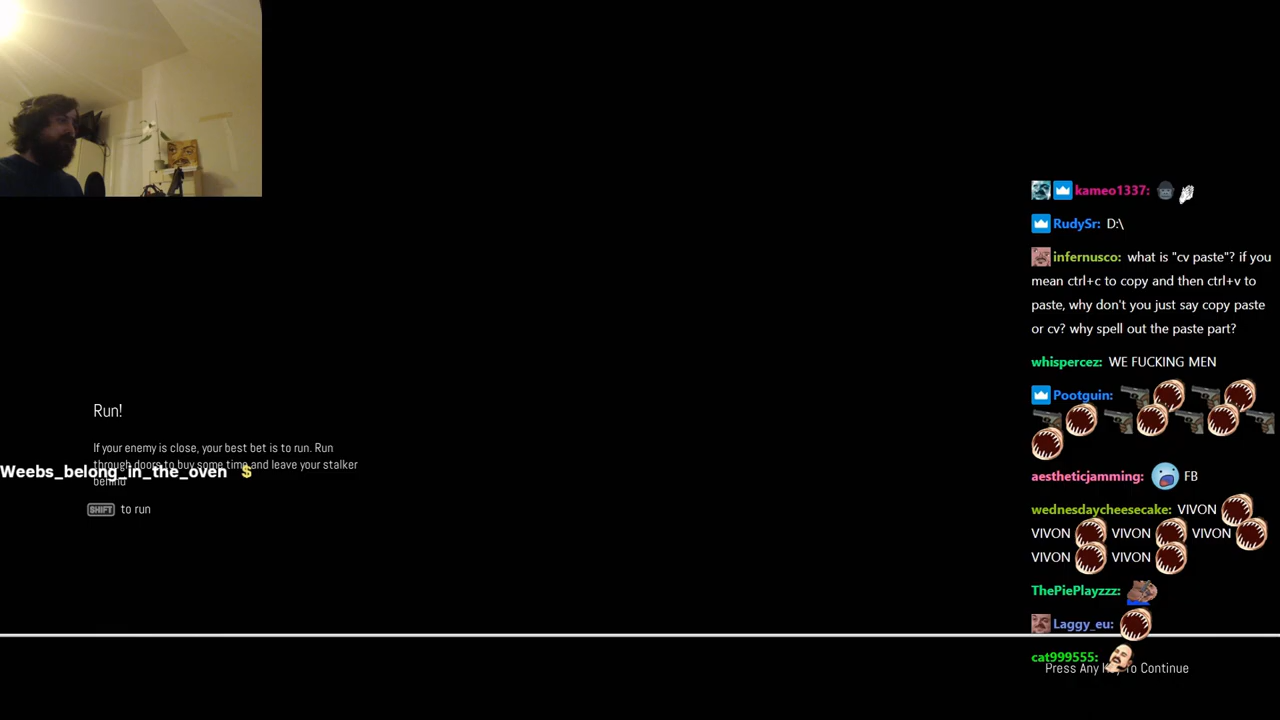 kameo1337:
RudySr: D:\
infernusco: what is "cv paste"? if you
mean ctrl+c to copy and then ctrl+v to
paste, why don't you just say copy paste
or cv? why spell out the paste part?
whispercez: WE FUCKING MEN
Pootguin:
aestheticjamming: FB
wednesdaycheesecake: VIVON
VIVON VIVON VIVON
VIVON VIVON
ThePiePlayzzz:
Laggy_eu:
cat999555:
Run!
If your enemy is close, your best bet is to run. Run
through doors to buy some time and leave your stalker
behind
Weebs_belong_in_the_oven $
SHIFT to run
Press Any Key To Continue